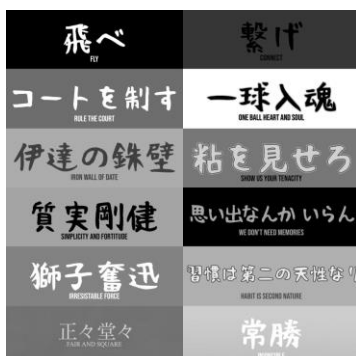 飛べ
FLY
繋げ
CONNECT
コートを制す
RULE THE COURT
一球入魂
ONE BALL HEART AND SOUL
伊達の鉄壁
IRON WALL OF DATE
粘を見せろ
SHOW US YOUR TENACITY
質実剛健
SIMPLICITY AND FORTITUDE
思い出なんか いらん
WE DON'T NEED MEMORIES
獅子奮迅
IRRESISTABLE FORCE
習慣は第二の天性なり
HABIT IS SECOND NATURE
正々堂々
FAIR AND SQUARE
常勝